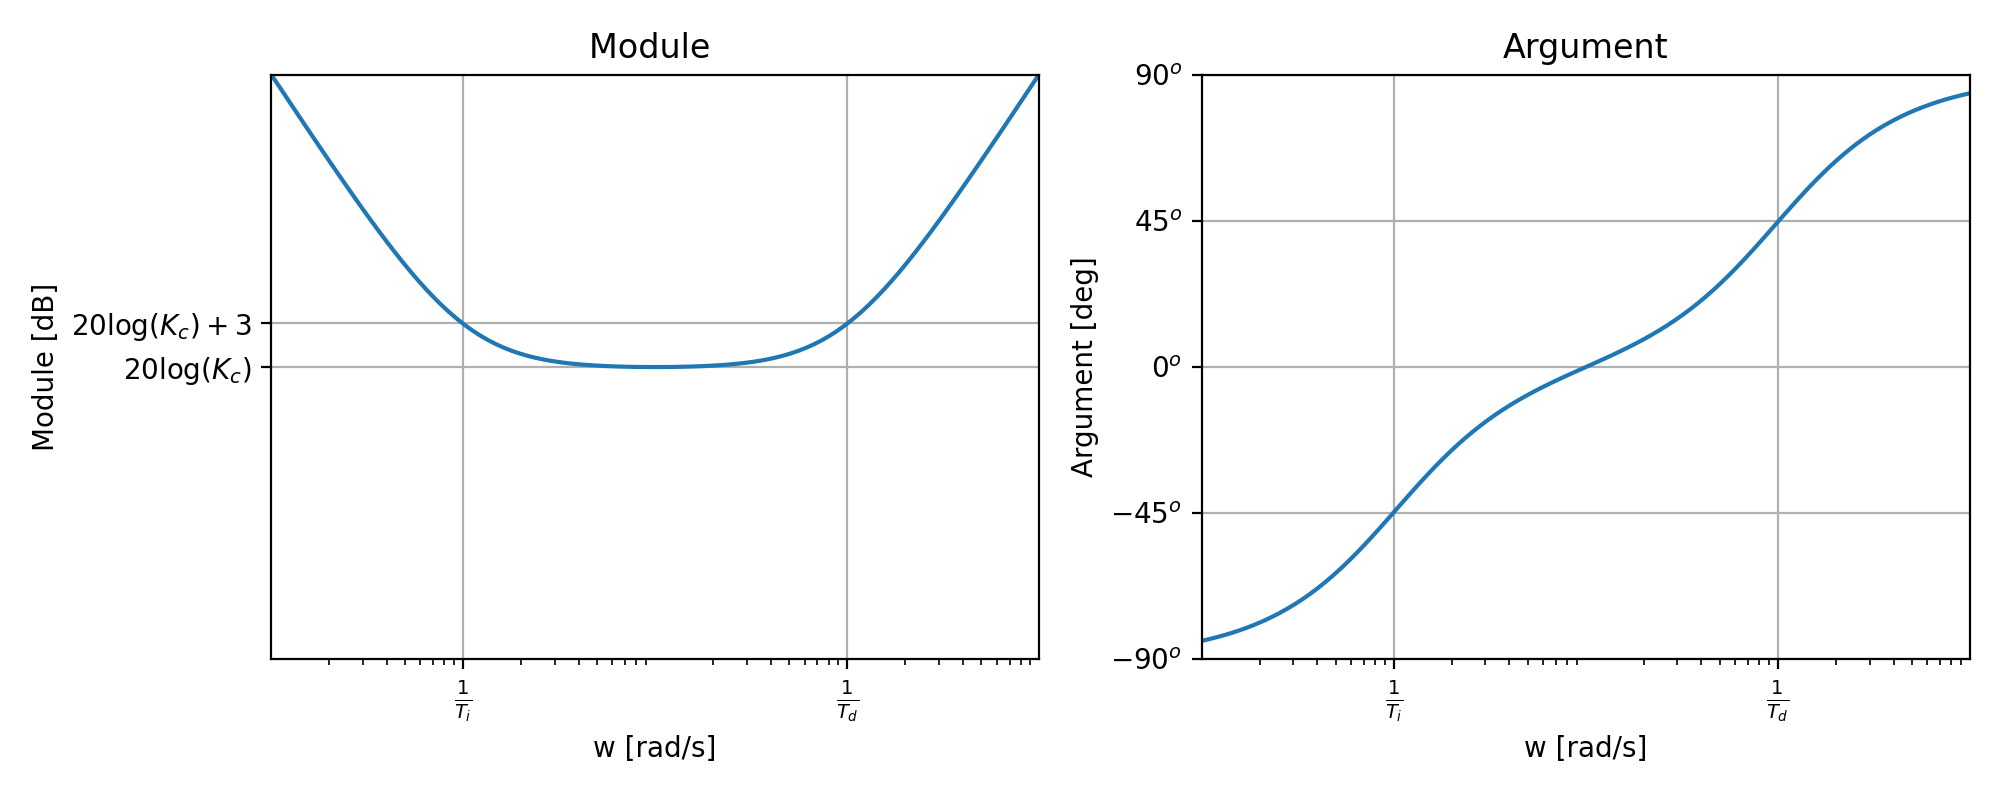 Module
Module [dB]
20log(K_c) + 3
20log(K_c)
1/T_i
1/T_d
w [rad/s]
Argument
Argument [deg]
90^o
45^o
0^o
−45^o
−90^o
1/T_i
1/T_d
w [rad/s]